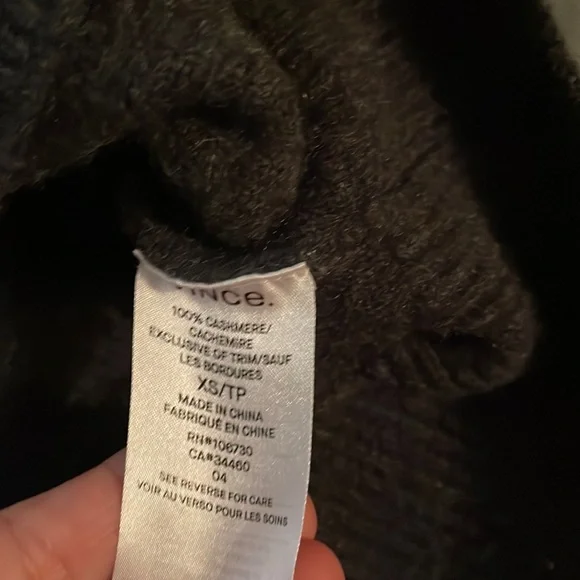 VINCe.
100% CASHMERE/
CACHEMIRE
EXCLUSIVE OF TRIM/SAUF
LES BORDURES
XS/TP
MADE IN CHINA
FABRIQUÉ EN CHINE
RN#106730
CA#34460
04
SEE REVERSE FOR CARE
VOIR AU VERSO POUR LES SOINS